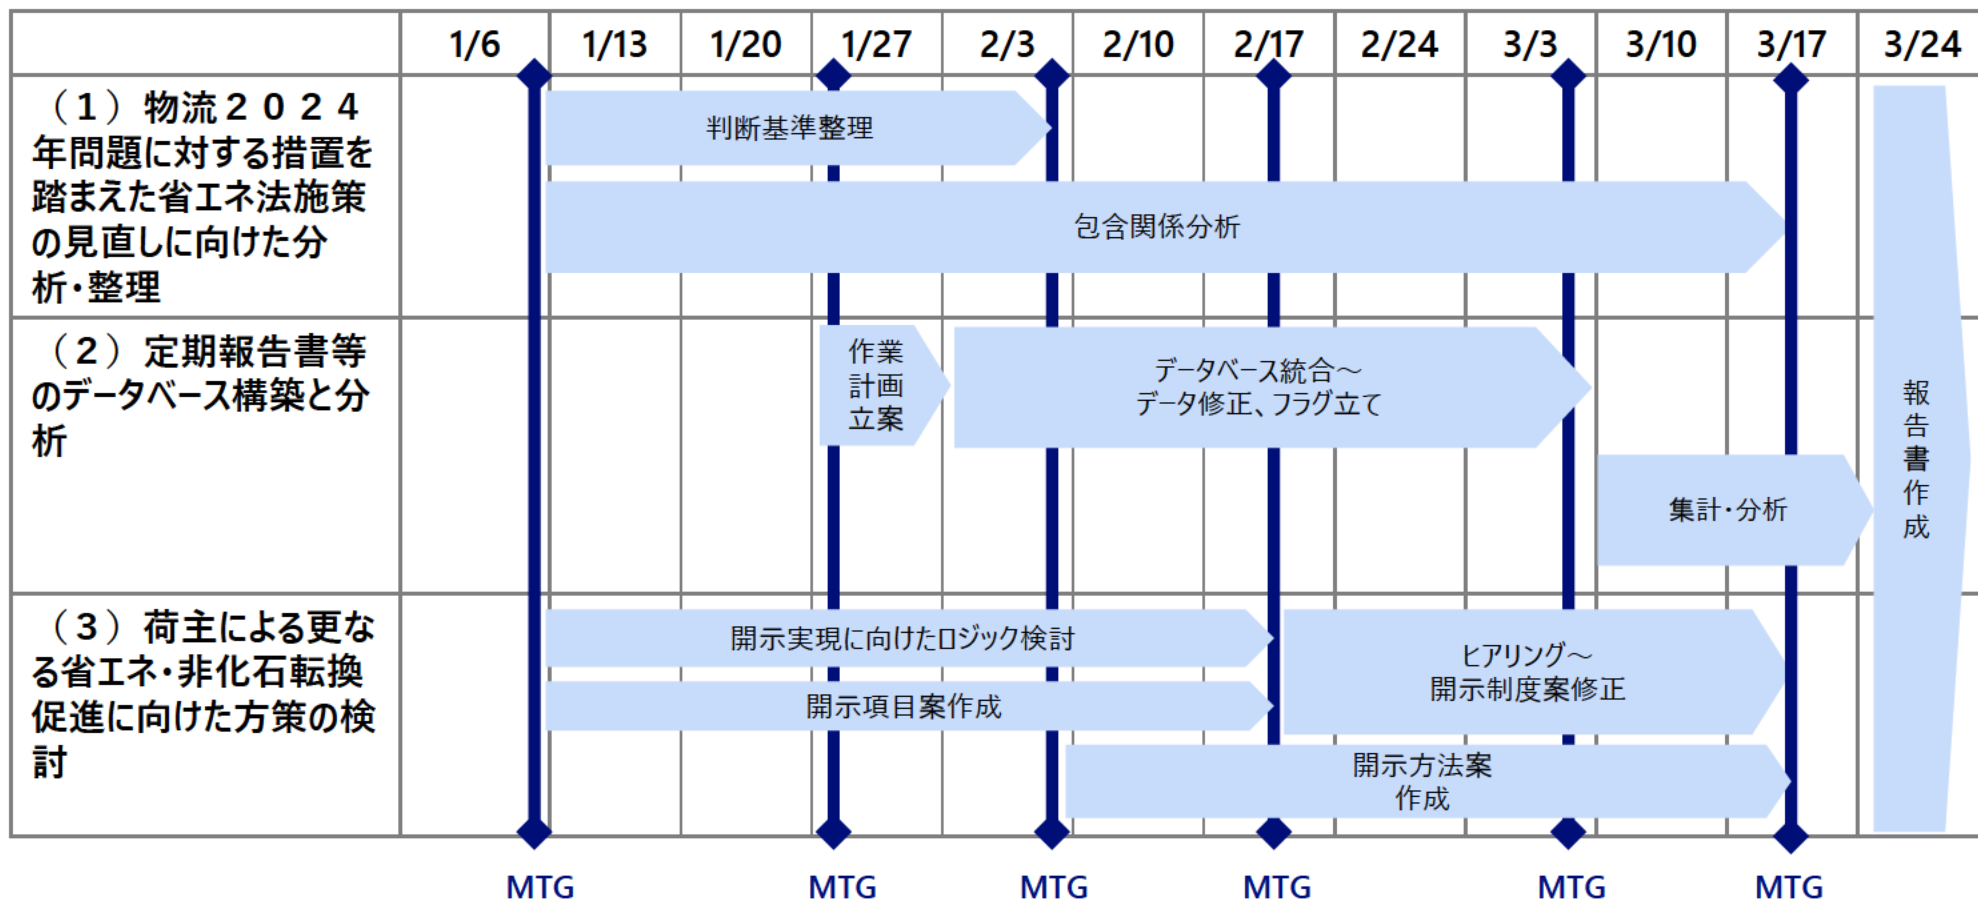 1/6 1/13 1/20 1/27 2/3 2/10 2/17 2/24 3/3 3/10 3/17 3/24
（１）物流２０２４
年問題に対する措置を
踏まえた省エネ法施策
の見直しに向けた分
析・整理
判断基準整理
包含関係分析
（２）定期報告書等
のデータベース構築と分
析
作業
計画
立案
データベース統合～
データ修正、フラグ立て
集計・分析
報
告
書
作
成
（３）荷主による更な
る省エネ・非化石転換
促進に向けた方策の検
討
開示実現に向けたロジック検討
開示項目案作成
ヒアリング～
開示制度案修正
開示方法案
作成
MTG MTG MTG MTG MTG MTG